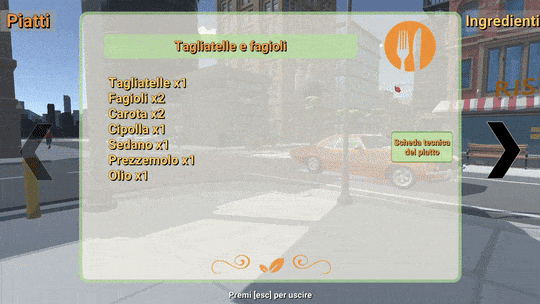 Piatti
Ingredienti
Tagliatelle e fagioli
Tagliatelle x1
Fagioli x2
Carota x2
Cipolla x1
Sedano x1
Prezzemolo x1
Olio x1
Scheda tecnica
del piatto
RIS
Premi [esc] per uscire